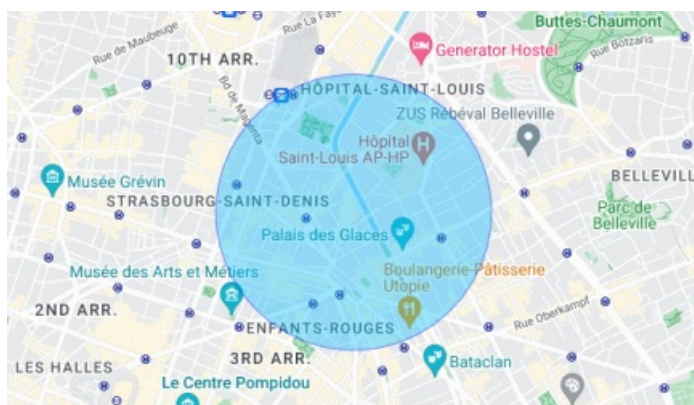 Rue La Faye
Buttes-Chaumont
Rue de Maubeuge
Generator Hostel
Rue Botzaris
10TH ARR.
Bd de Magenta
HÔPITAL-SAINT-LOUIS
ZUS Rébeval Belleville
Hôpital
Saint-Louis AP-HP
Musée Grévin
BELLEVILL
STRASBOURG-SAINT-DENIS
Parc de
Belleville
Palais des Glaces
Musée des Arts et Métiers
Boulangerie-Pâtisserie
Utopie
2ND ARR.
Rue Oberkampf
ENFANTS-ROUGES
3RD ARR.
LES HALLES
Bataclan
Le Centre Pompidou